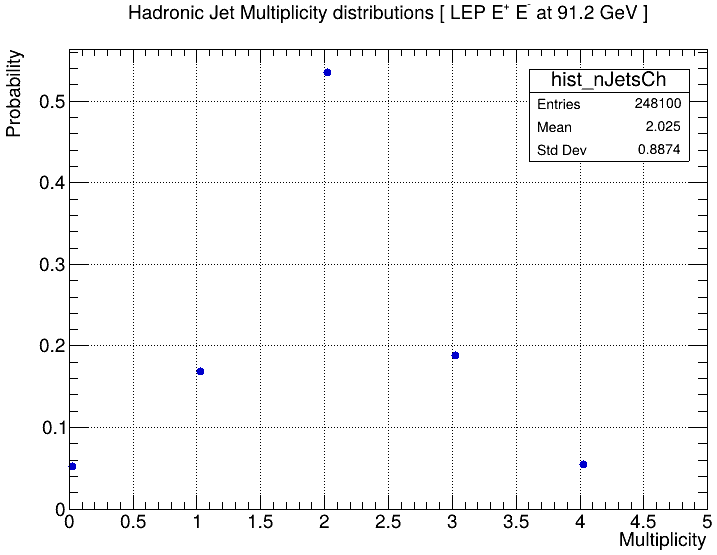 Hadronic Jet Multiplicity distributions [ LEP E⁺ E⁻ at 91.2 GeV ]
Probability
hist_nJetsCh
Entries 248100
Mean 2.025
Std Dev 0.8874
0.5
0.4
0.3
0.2
0.1
0
0 0.5 1 1.5 2 2.5 3 3.5 4 4.5 5
Multiplicity